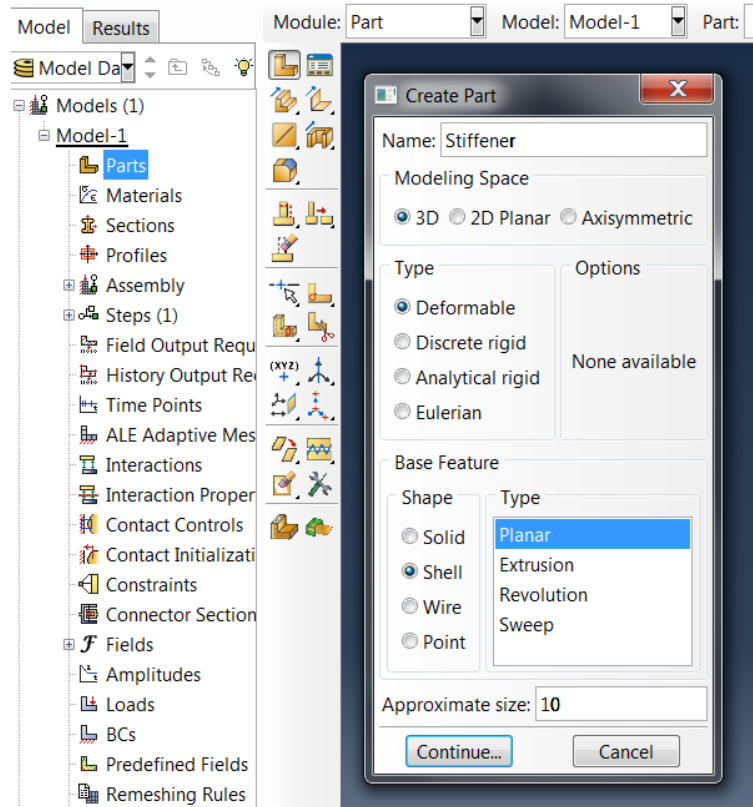 Model Results
Module: Part Model: Model-1 Part:
Model Da
Models (1)
Model-1
Parts
Materials
Sections
Profiles
Assembly
Steps (1)
Field Output Requ
History Output Re
Time Points
ALE Adaptive Mes
Interactions
Interaction Proper
Contact Controls
Contact Initializati
Constraints
Connector Section
Fields
Amplitudes
Loads
BCs
Predefined Fields
Remeshing Rules
(XYZ)
Create Part
Name: Stiffener
Modeling Space
3D 2D Planar Axisymmetric
Type
Deformable
Discrete rigid
Analytical rigid
Eulerian
Options
None available
Base Feature
Shape
Solid
Shell
Wire
Point
Type
Planar
Extrusion
Revolution
Sweep
Approximate size: 10
Continue... Cancel